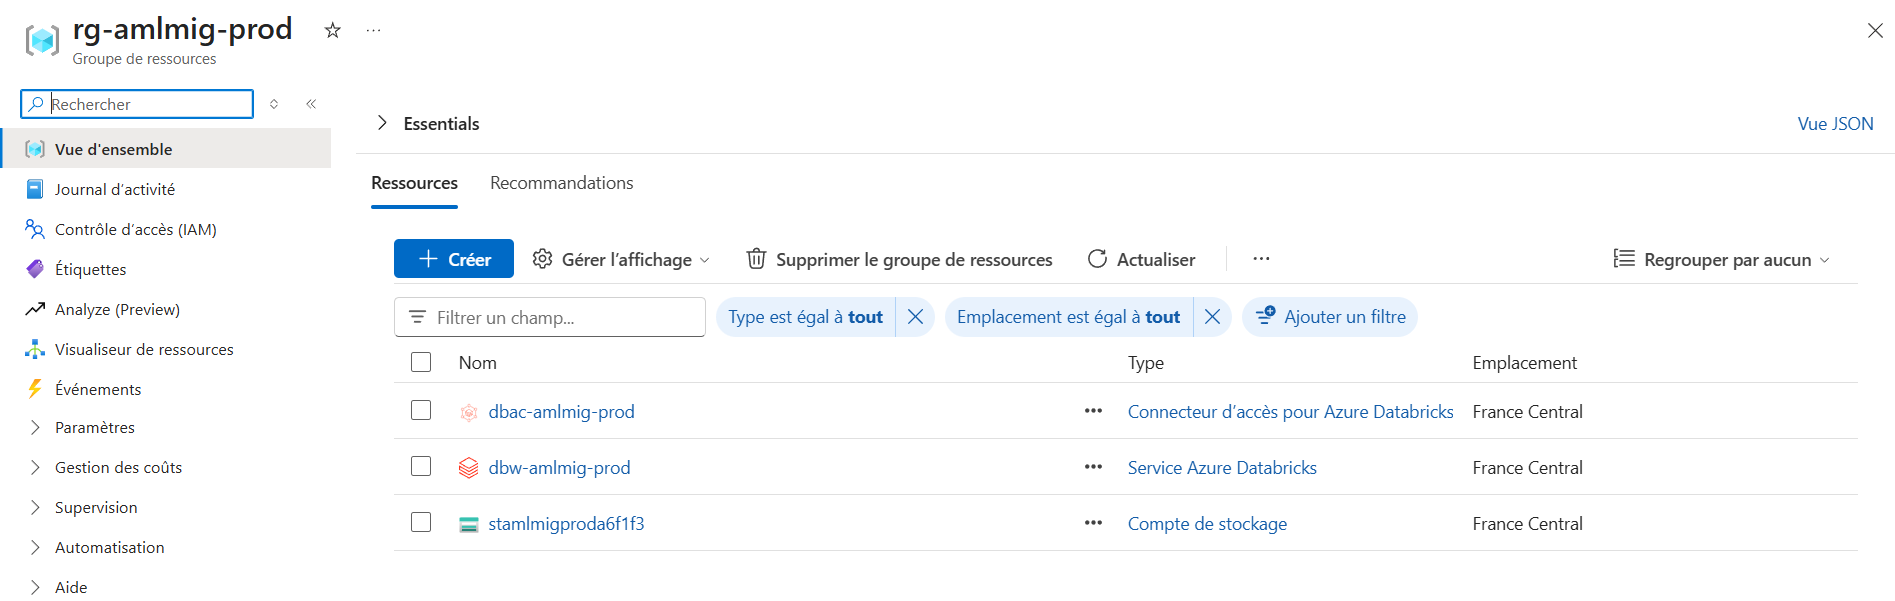 rg-amlmig-prod
Groupe de ressources
Rechercher
Vue d'ensemble
Journal d’activité
Contrôle d’accès (IAM)
Étiquettes
Analyze (Preview)
Visualiseur de ressources
Événements
Paramètres
Gestion des coûts
Supervision
Automatisation
Aide
Essentials
Vue JSON
Ressources Recommandations
Créer Gérer l’affichage Supprimer le groupe de ressources Actualiser Regrouper par aucun
Filtrer un champ... Type est égal à tout Emplacement est égal à tout Ajouter un filtre
Nom Type Emplacement
dbac-amlmig-prod Connecteur d’accès pour Azure Databricks France Central
dbw-amlmig-prod Service Azure Databricks France Central
stamlmigproda6f1f3 Compte de stockage France Central